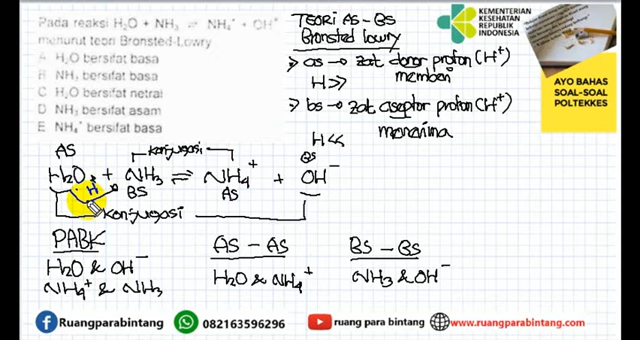 Pada reaksi H₂O + NH₃ ⇌ NH₄⁺ + OH⁻
menurut teori Bronsted-Lowry
A H₂O bersifat basa
B NH₃ bersifat basa
C H₂O bersifat netral
D NH₃ bersifat asam
E NH₄⁺ bersifat basa
TEORI AS - BS
Bronsted lowry
> as → zat donor proton (H⁺)
memberi
H >>
> bs → zat aseptor proton (H⁺)
menerima
H <<
KEMENTERIAN
KESEHATAN
REPUBLIK
INDONESIA
AYO BAHAS
SOAL-SOAL
POLTEKKES
AS konjugasi BS
H₂O + NH₃ ⇌ NH₄⁺ + OH⁻
H BS AS
konjugasi
PABK
H₂O & OH⁻
NH₄⁺ & NH₃
AS - AS
H₂O & NH₄⁺
BS - BS
NH₃ & OH⁻
Ruangparabintang
082163596296
ruang para bintang
www.ruangparabintang.com